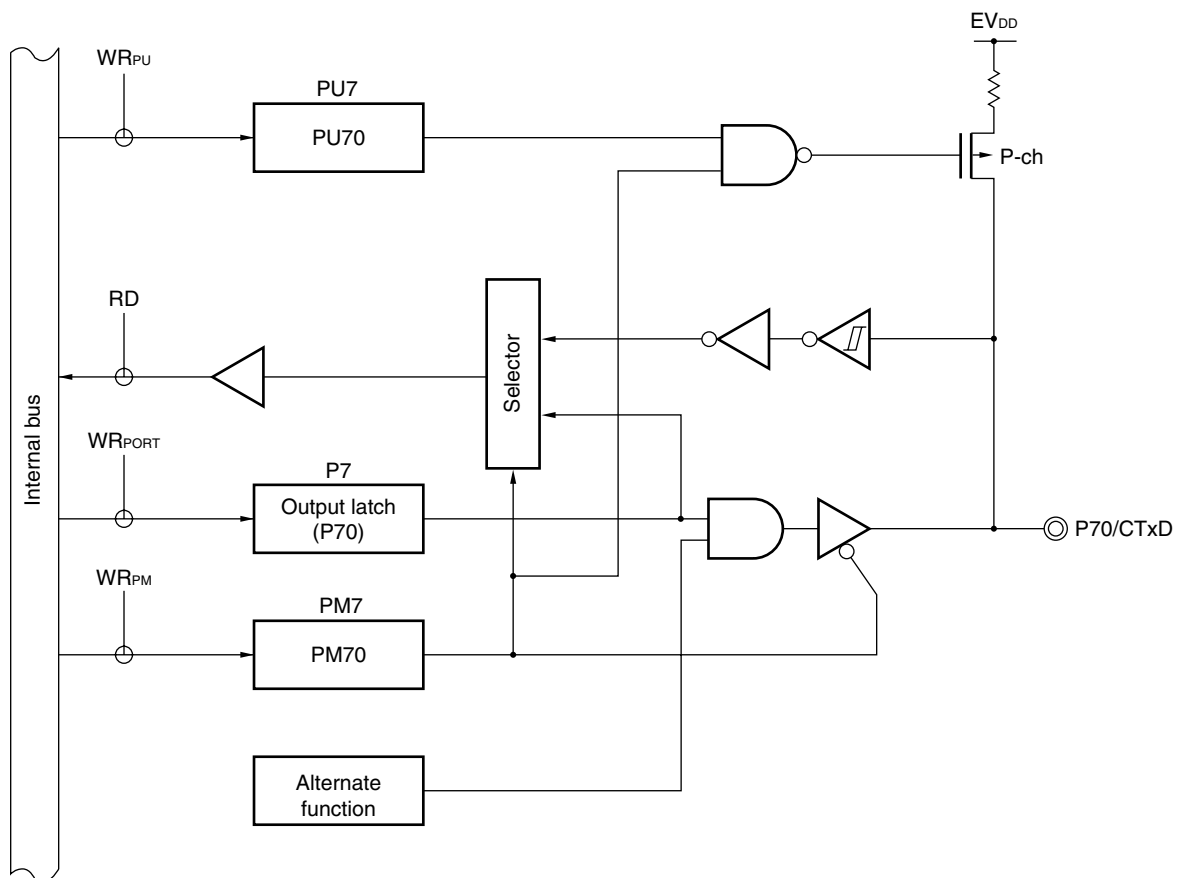 EVDD
WRPU
PU7
PU70
P-ch
RD
Selector
Internal bus
WRPORT
P7
Output latch
(P70)
P70/CTxD
WRPM
PM7
PM70
Alternate
function